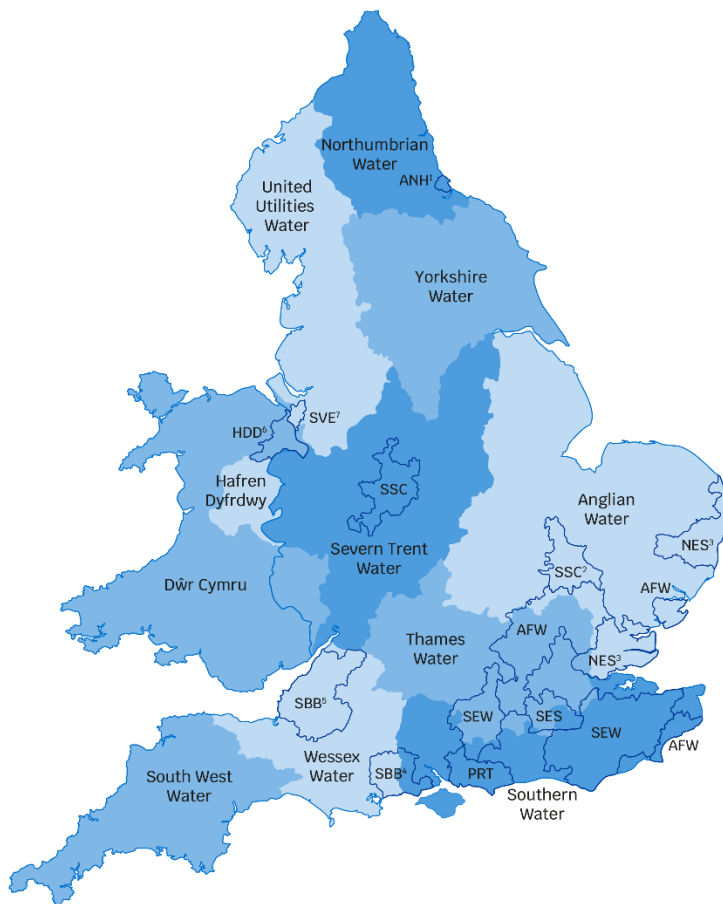 Northumbrian
Water
ANH¹
United
Utilities
Water
Yorkshire
Water
SVE⁷
HDD⁶
Hafren
Dyfrdwy
SSC
Anglian
Water
NES³
Severn Trent
Water
SSC²
AFW
Dŵr Cymru
Thames
Water
AFW
NES³
SBB⁵
SEW
SES
SEW
AFW
Wessex
Water
SBB⁴
PRT
South West
Water
Southern
Water